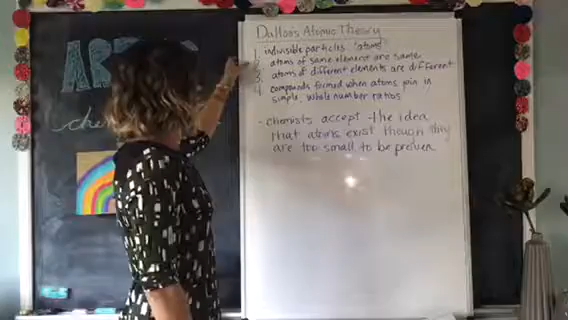 Dalton's Atomic Theory
1 indivisible particles "atoms"
2 atoms of same element are same
3 atoms of different elements are different
4 compounds formed when atoms join in
simple, whole number ratios
- chemists accept the idea
that atoms exist though they
are too small to be proven